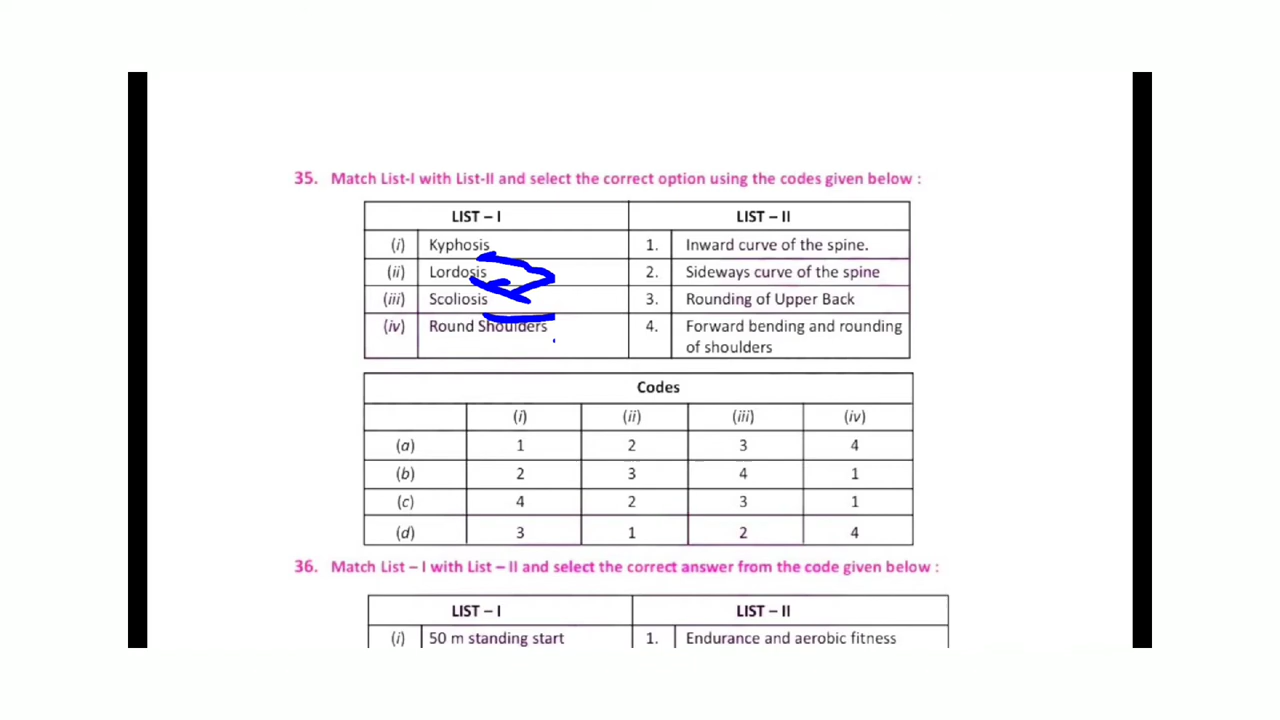 35. Match List-I with List-II and select the correct option using the codes given below :
LIST – I LIST – II
(i) Kyphosis 1. Inward curve of the spine.
(ii) Lordosis 2. Sideways curve of the spine
(iii) Scoliosis 3. Rounding of Upper Back
(iv) Round Shoulders 4. Forward bending and rounding
of shoulders
Codes
(i) (ii) (iii) (iv)
(a) 1 2 3 4
(b) 2 3 4 1
(c) 4 2 3 1
(d) 3 1 2 4
36. Match List – I with List – II and select the correct answer from the code given below :
LIST – I LIST – II
(i) 50 m standing start 1. Endurance and aerobic fitness